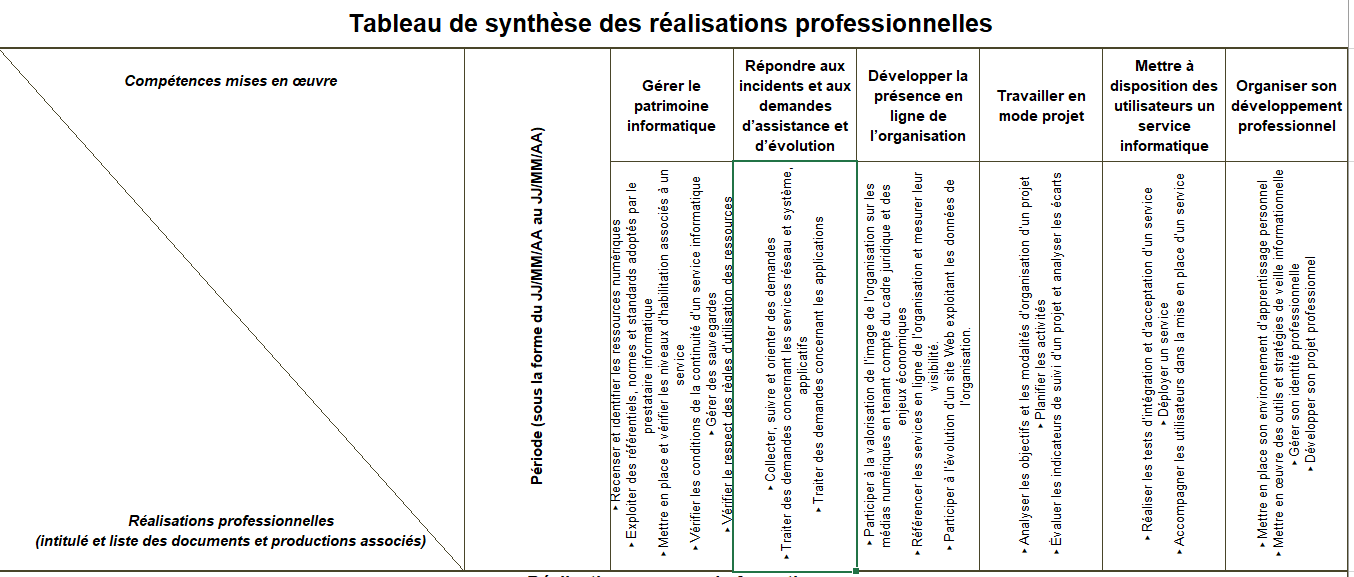 Tableau de synthèse des réalisations professionnelles
Compétences mises en œuvre
Réalisations professionnelles
(intitulé et liste des documents et productions associés)
Période (sous la forme du JJ/MM/AA au JJ/MM/AA)
Gérer le
patrimoine
informatique
Répondre aux
incidents et aux
demandes
d'assistance et
d'évolution
Développer la
présence en
ligne de
l'organisation
Travailler en
mode projet
Mettre à
disposition des
utilisateurs un
service
informatique
Organiser son
développement
professionnel
▸ Recenser et identifier les ressources numériques
▸ Exploiter des référentiels, normes et standards adoptés par le
prestataire informatique
▸ Mettre en place et vérifier les niveaux d'habilitation associés à un
service
▸ Vérifier les conditions de la continuité d'un service informatique
▸ Gérer des sauvegardes
▸ Vérifier le respect des règles d'utilisation des ressources
▸ Collecter, suivre et orienter des demandes
▸ Traiter des demandes concernant les services réseau et système,
applicatifs
▸ Traiter des demandes concernant les applications
▸ Participer à la valorisation de l'image de l'organisation sur les
médias numériques en tenant compte du cadre juridique et des
enjeux économiques
▸ Référencer les services en ligne de l'organisation et mesurer leur
visibilité.
▸ Participer à l'évolution d'un site Web exploitant les données de
l'organisation.
▸ Analyser les objectifs et les modalités d'organisation d'un projet
▸ Planifier les activités
▸ Évaluer les indicateurs de suivi d'un projet et analyser les écarts
▸ Réaliser les tests d'intégration et d'acceptation d'un service
▸ Déployer un service
▸ Accompagner les utilisateurs dans la mise en place d'un service
▸ Mettre en place son environnement d'apprentissage personnel
▸ Mettre en œuvre des outils et stratégies de veille informationnelle
▸ Gérer son identité professionnelle
▸ Développer son projet professionnel